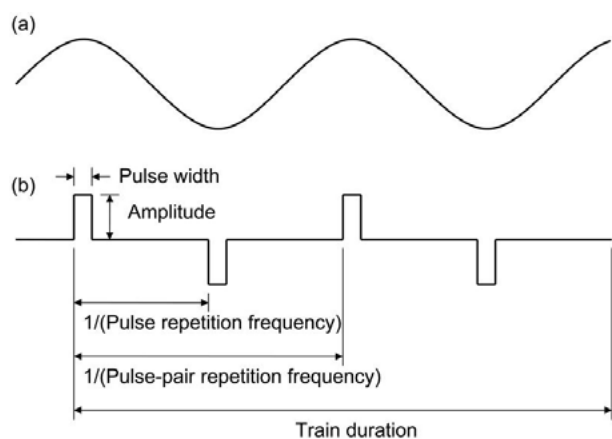 (a)
(b)
Pulse width
Amplitude
1/(Pulse repetition frequency)
1/(Pulse-pair repetition frequency)
Train duration